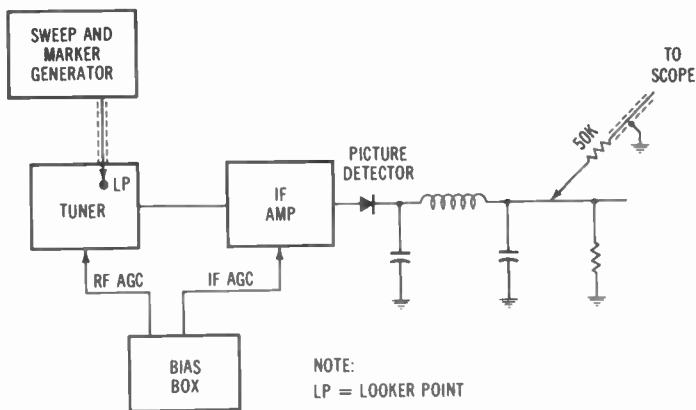 SWEEP AND
MARKER
GENERATOR
TO
SCOPE
50K
PICTURE
DETECTOR
LP
TUNER
IF
AMP
RF AGC
IF AGC
BIAS
BOX
NOTE:
LP = LOOKER POINT